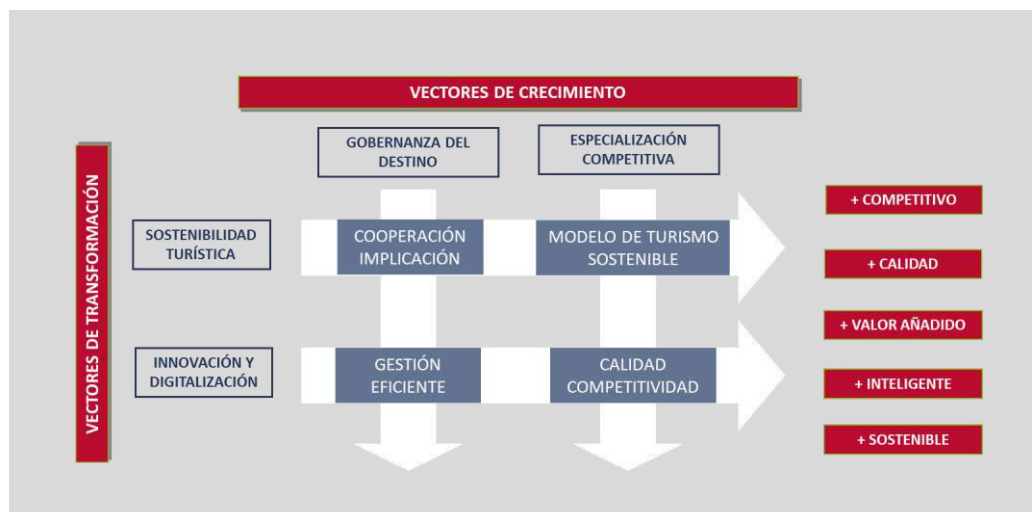 VECTORES DE CRECIMIENTO
GOBERNANZA DEL
DESTINO
ESPECIALIZACIÓN
COMPETITIVA
VECTORES DE TRANSFORMACIÓN
SOSTENIBILIDAD
TURÍSTICA
COOPERACIÓN
IMPLICACIÓN
MODELO DE TURISMO
SOSTENIBLE
INNOVACIÓN Y
DIGITALIZACIÓN
GESTIÓN
EFICIENTE
CALIDAD
COMPETITIVIDAD
+ COMPETITIVO
+ CALIDAD
+ VALOR AÑADIDO
+ INTELIGENTE
+ SOSTENIBLE